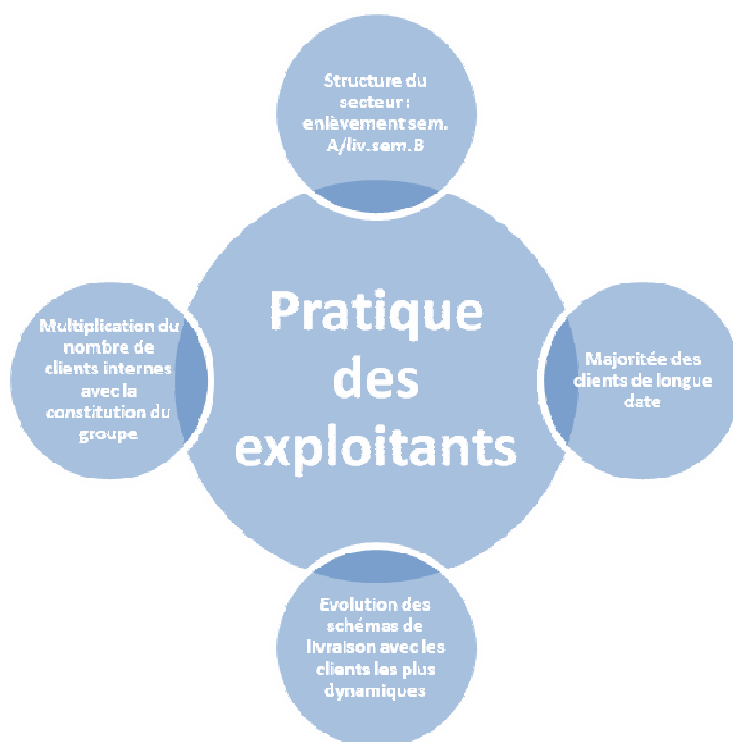 Structure du
secteur :
enlèvement sem.
A/liv.sem.B
Pratique
des
exploitants
Multiplication du
nombre de
clients internes
avec la
constitution du
groupe
Majoritée des
clients de longue
date
Evolution des
schémas de
livraison avec les
clients les plus
dynamiques